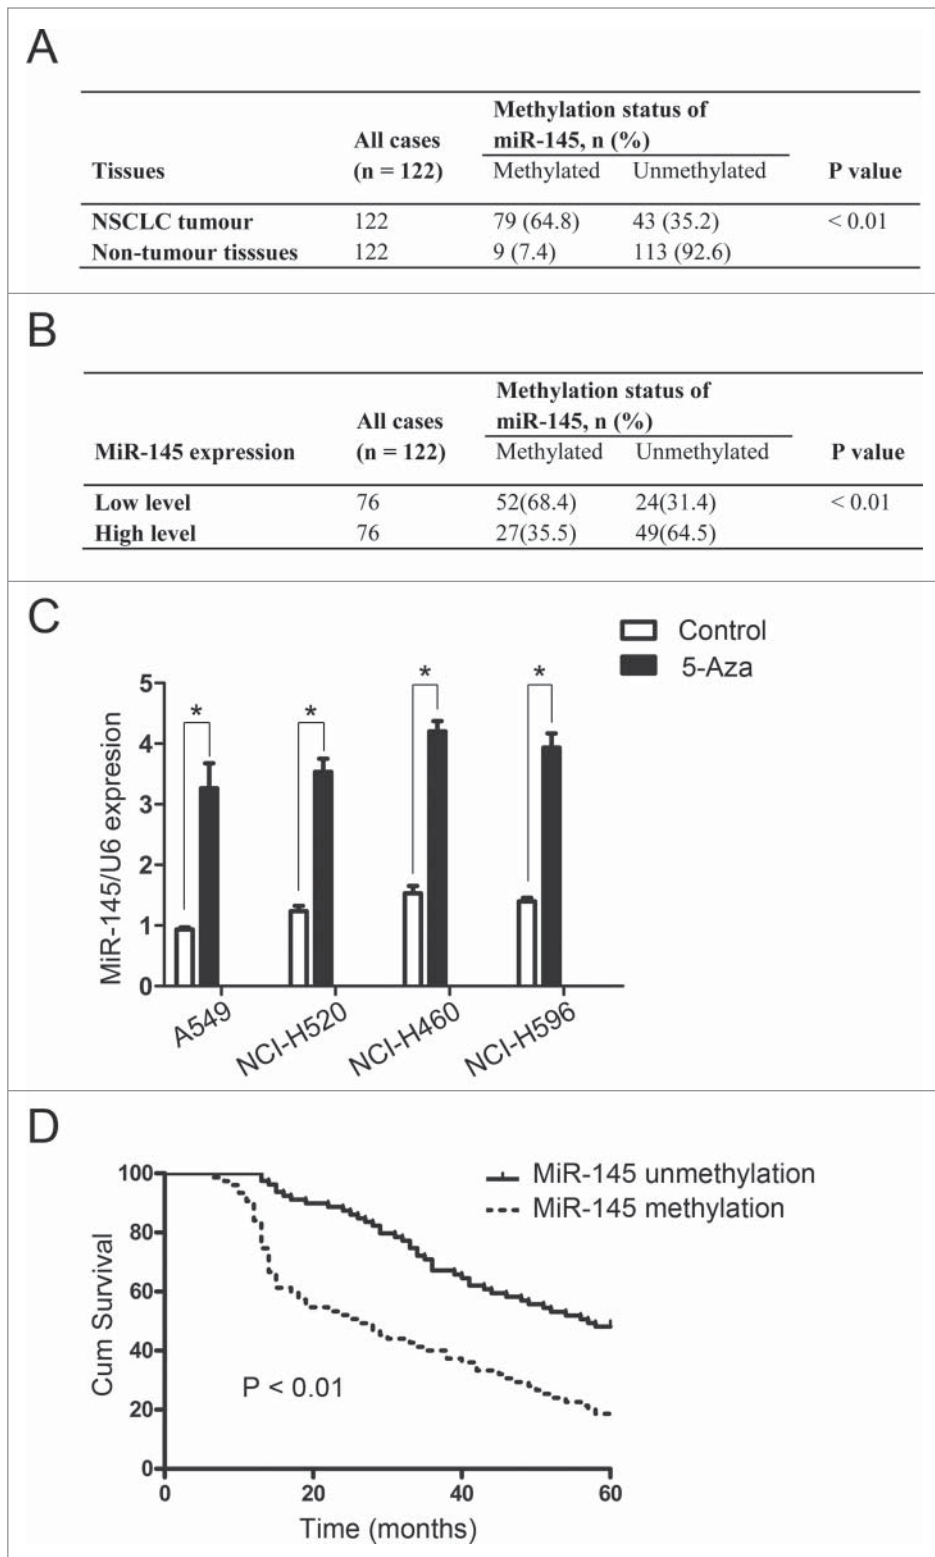 A
Methylation status of
miR-145, n (%)
All cases
(n = 122)
Tissues
Methylated
Unmethylated
P value
NSCLC tumour 122 79 (64.8) 43 (35.2) < 0.01
Non-tumour tisssues 122 9 (7.4) 113 (92.6)
B
Methylation status of
miR-145, n (%)
All cases
(n = 122)
MiR-145 expression
Methylated
Unmethylated
P value
Low level 76 52(68.4) 24(31.4) < 0.01
High level 76 27(35.5) 49(64.5)
C
Control
5-Aza
MiR-145/U6 expresion
5
4
3
2
1
0
*
*
*
*
A549
NCI-H520
NCI-H460
NCI-H596
D
MiR-145 unmethylation
MiR-145 methylation
Cum Survival
100
80
60
40
20
0
P < 0.01
0 20 40 60
Time (months)